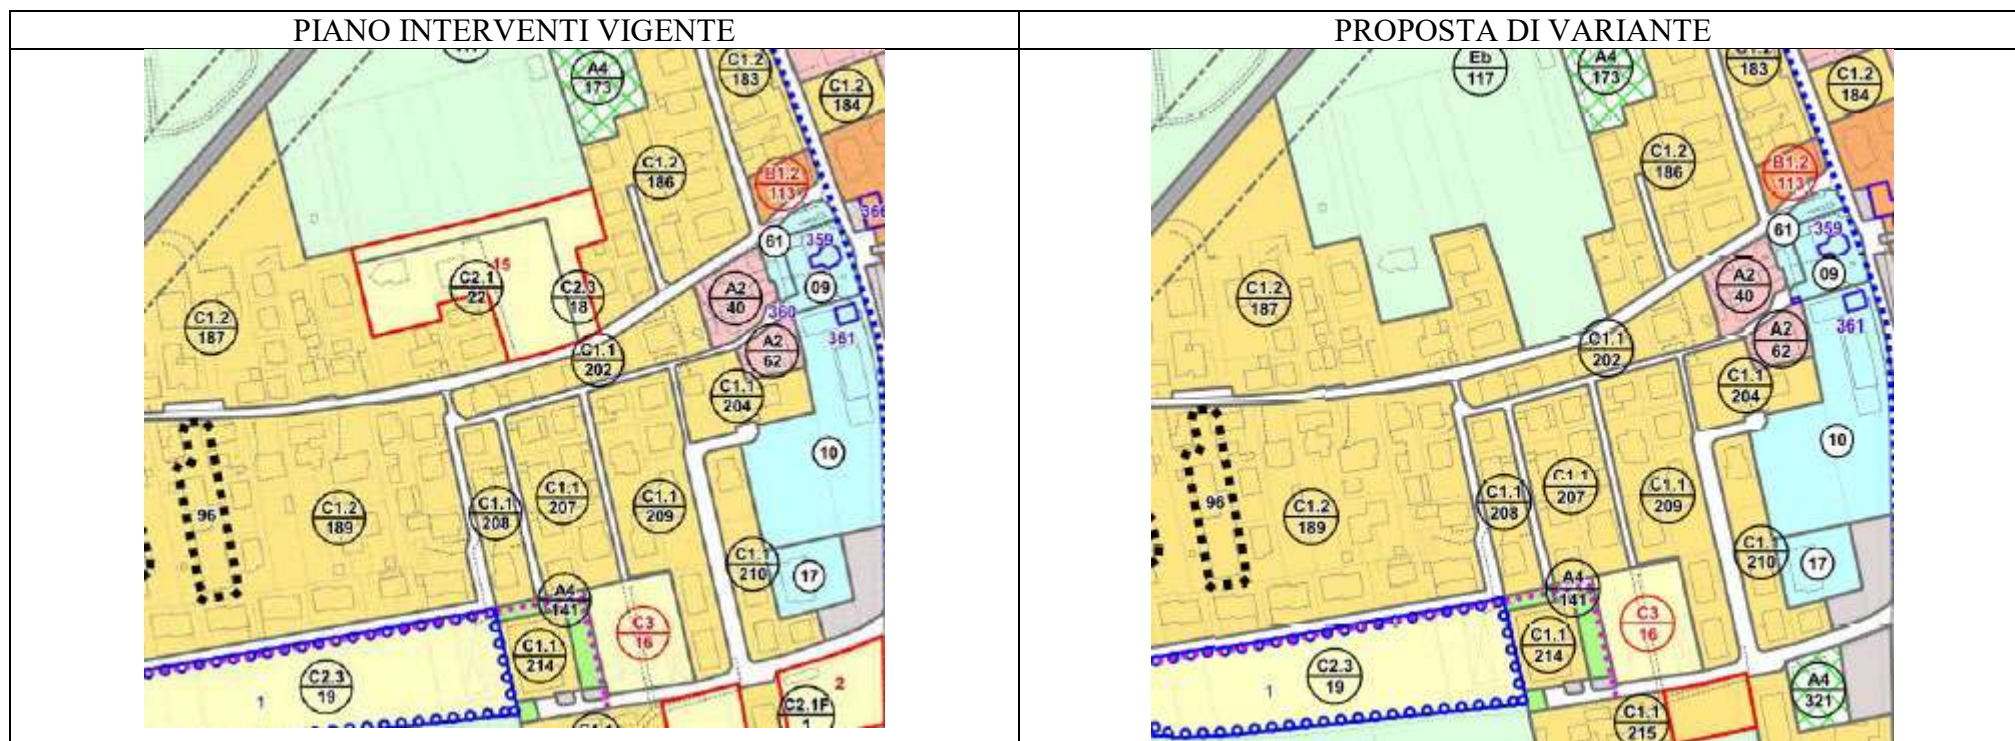 PIANO INTERVENTI VIGENTE
PROPOSTA DI VARIANTE
A4
173
C1.2
183
C1.2
184
C1.2
186
B1.2
113
366
61
359
09
C2.1
22
15
C2.3
18
A2
40
360
361
C1.2
187
A2
62
C1.1
202
C1.1
204
10
96
C1.2
189
C1.1
208
C1.1
207
C1.1
209
C1.1
210
17
A4
141
C3
16
C1.1
214
C2.3
19
1
2
C2.1F
1
Eb
117
A4
173
C1.2
183
C1.2
184
C1.2
186
B1.2
113
61
359
09
A2
40
361
C1.2
187
A2
62
C1.1
202
C1.1
204
10
96
C1.2
189
C1.1
208
C1.1
207
C1.1
209
C1.1
210
17
A4
141
C3
16
C1.1
214
C2.3
19
1
A4
321
C1.1
215